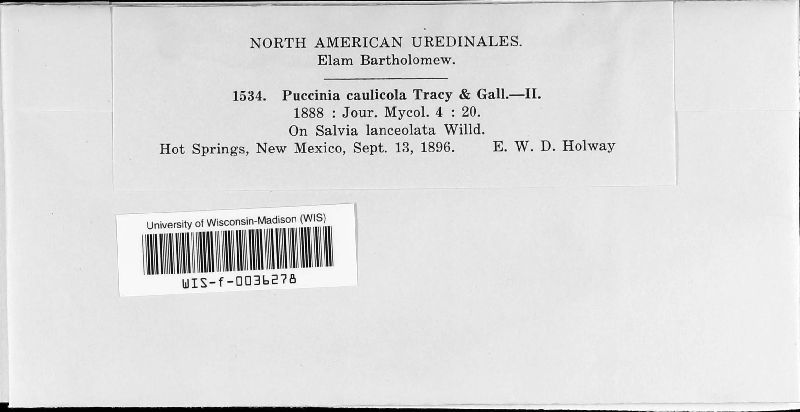 NORTH AMERICAN UREDINALES.
Elam Bartholomew.
1534. Puccinia caulicola Tracy & Gall.—II.
1888 : Jour. Mycol. 4 : 20.
On Salvia lanceolata Willd.
Hot Springs, New Mexico, Sept. 13, 1896. E. W. D. Holway
University of Wisconsin-Madison (WIS)
WIS-f-0036278